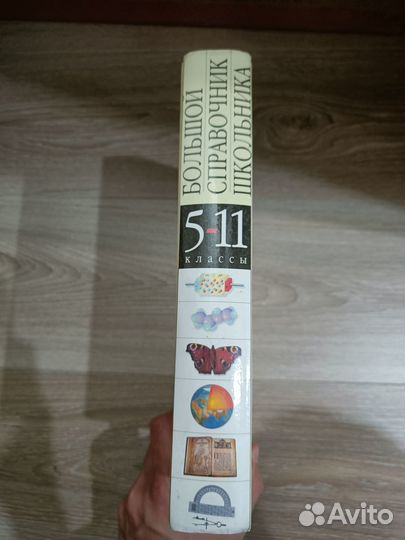 БОЛЬШОЙ
СПРАВОЧНИК
ШКОЛЬНИКА
5-11
классы
Avito